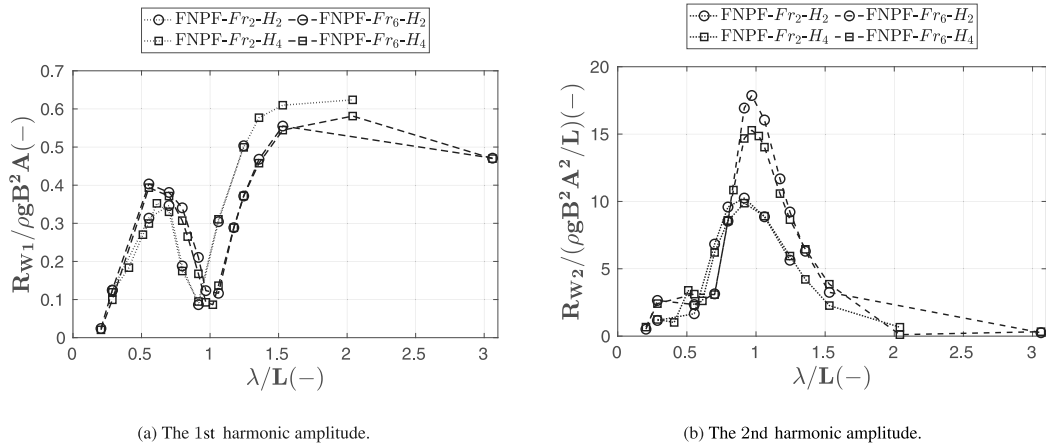 FNPF-Fr₂-H₂ FNPF-Fr₆-H₂
FNPF-Fr₂-H₄ FNPF-Fr₆-H₄
0.7
0.6
0.5
0.4
0.3
0.2
0.1
0
R_W1/ρgB²A(−)
0 0.5 1 1.5 2 2.5 3
λ/L(−)
(a) The 1st harmonic amplitude.
FNPF-Fr₂-H₂ FNPF-Fr₆-H₂
FNPF-Fr₂-H₄ FNPF-Fr₆-H₄
20
15
10
5
0
R_W2/(ρgB²A²/L)(−)
0 0.5 1 1.5 2 2.5 3
λ/L(−)
(b) The 2nd harmonic amplitude.